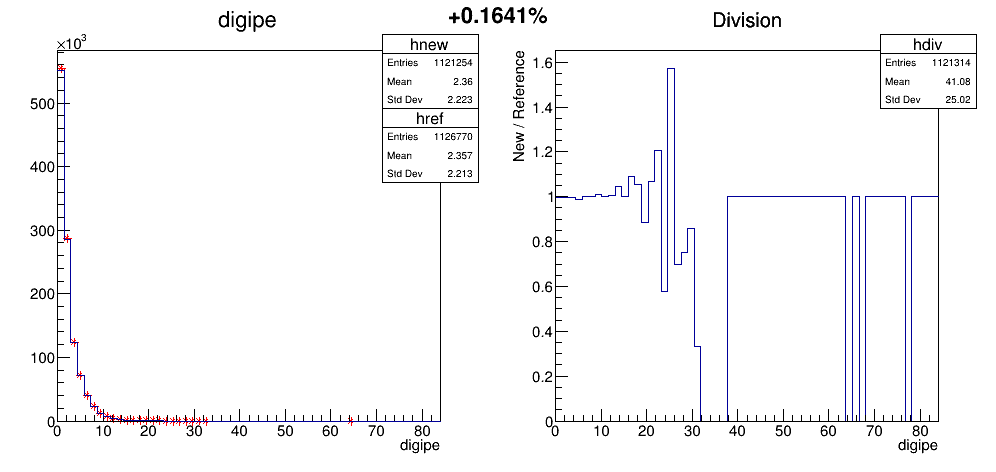 +0.1641%
digipe
×10³
hnew
Entries 1121254
Mean 2.36
Std Dev 2.223
href
Entries 1126770
Mean 2.357
Std Dev 2.213
500
400
300
200
100
0
0 10 20 30 40 50 60 70 80
digipe
Division
New / Reference
hdiv
Entries 1121314
Mean 41.08
Std Dev 25.02
1.6
1.4
1.2
1
0.8
0.6
0.4
0.2
0
0 10 20 30 40 50 60 70 80
digipe